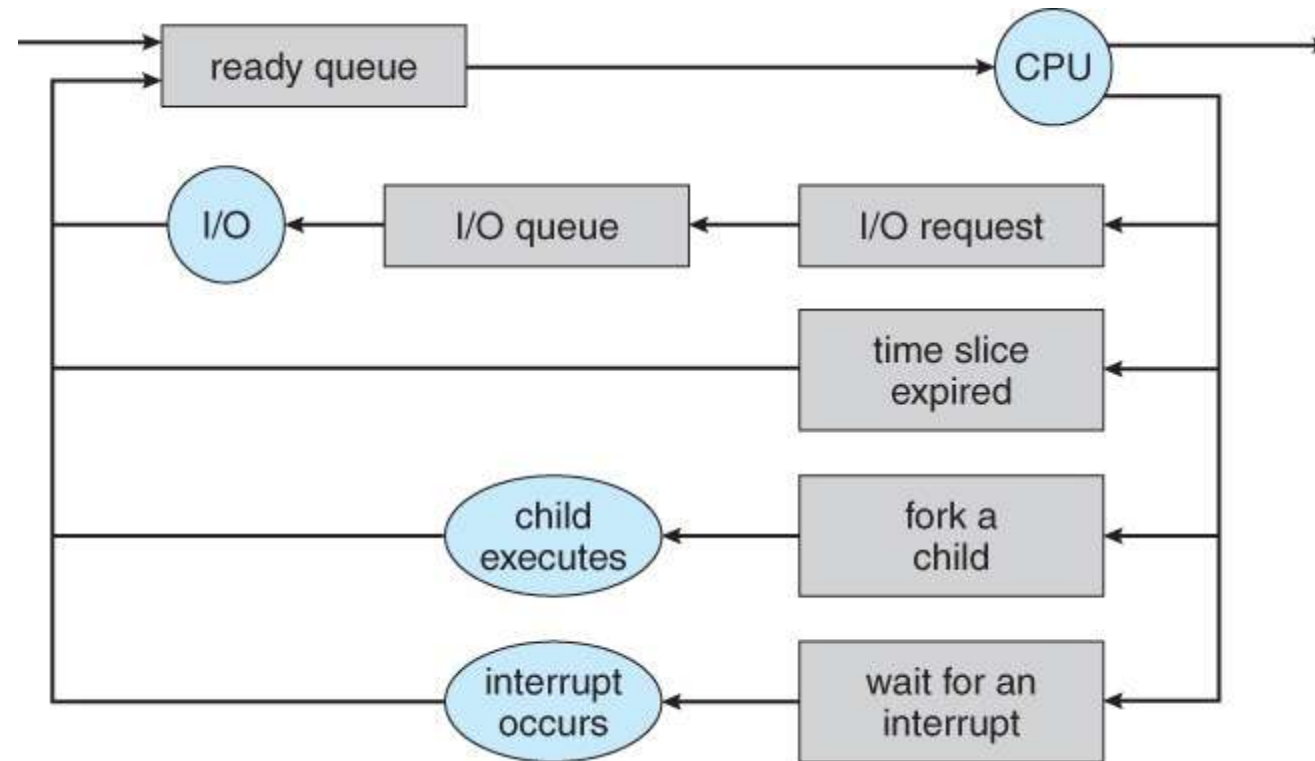 ready queue
CPU
I/O
I/O queue
I/O request
time slice
expired
child
executes
fork a
child
interrupt
occurs
wait for an
interrupt